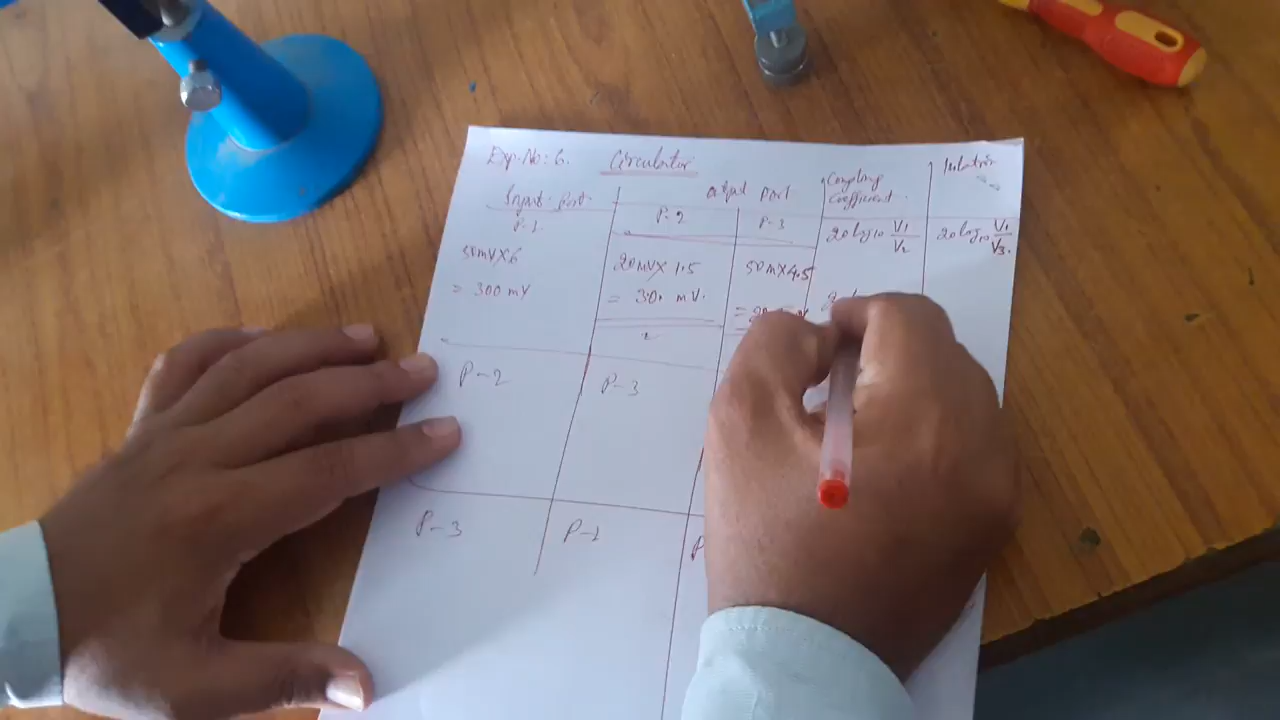 Exp. No: 6. Circulator
Input port output port Coupling Coefficient. Isolation
P-1 P-2 P-3 20 log10 V1/V2 20 log10 V1/V3.
50mV×6 20mV× 1.5 50m×4.5
= 300 mV = 30. mV.
P-2 P-3
P-3 P-1